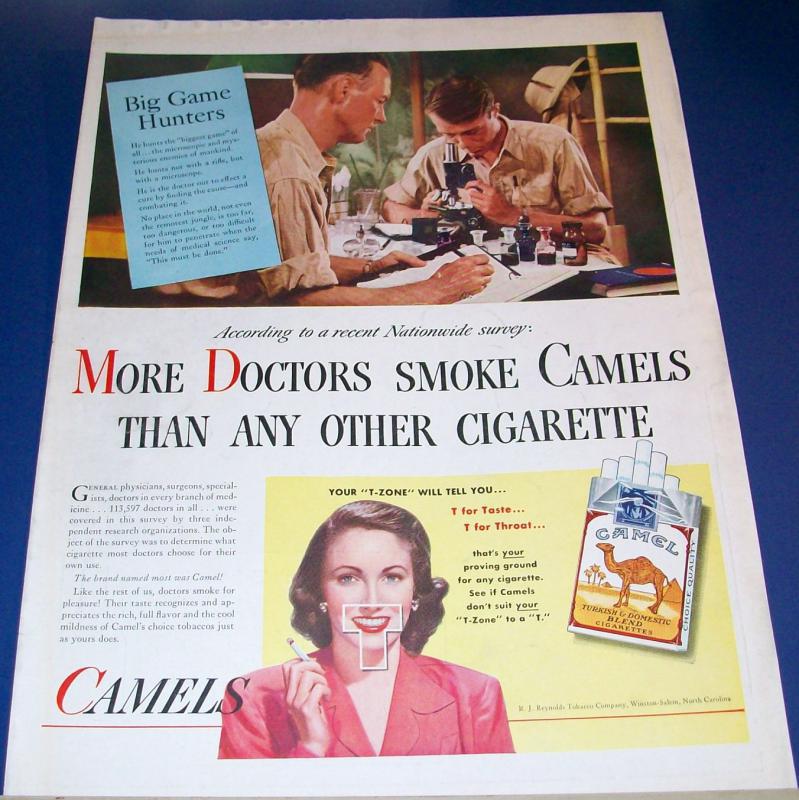 Big Game
Hunters
He hunts the "biggest game" of
all... the microscopic and mys-
terious enemies of mankind.
He hunts not with a rifle, but
with a microscope.
He is the doctor out to effect a
cure by finding the cause—and
combating it.
No place in the world, not even
the remotest jungle, is too far,
too dangerous, or too difficult
for him to penetrate when the
needs of medical science say,
"This must be done."
According to a recent Nationwide survey:
MORE DOCTORS SMOKE CAMELS
THAN ANY OTHER CIGARETTE
GENERAL physicians, surgeons, special-
ists, doctors in every branch of med-
icine . . . 113,597 doctors in all . . . were
covered in this survey by three inde-
pendent research organizations. The ob-
ject of the survey was to determine what
cigarette most doctors choose for their
own use.
The brand named most was Camel!
Like the rest of us, doctors smoke for
pleasure! Their taste recognizes and ap-
preciates the rich, full flavor and the cool
mildness of Camel's choice tobaccos just
as yours does.
CAMELS
YOUR "T-ZONE" WILL TELL YOU...
T for Taste...
T for Throat...
that's your
proving ground
for any cigarette.
See if Camels
don't suit your
"T-Zone" to a "T."
T
CAMEL
TURKISH & DOMESTIC
BLEND
CIGARETTES
CHOICE QUALITY
R. J. Reynolds Tobacco Company, Winston-Salem, North Carolina